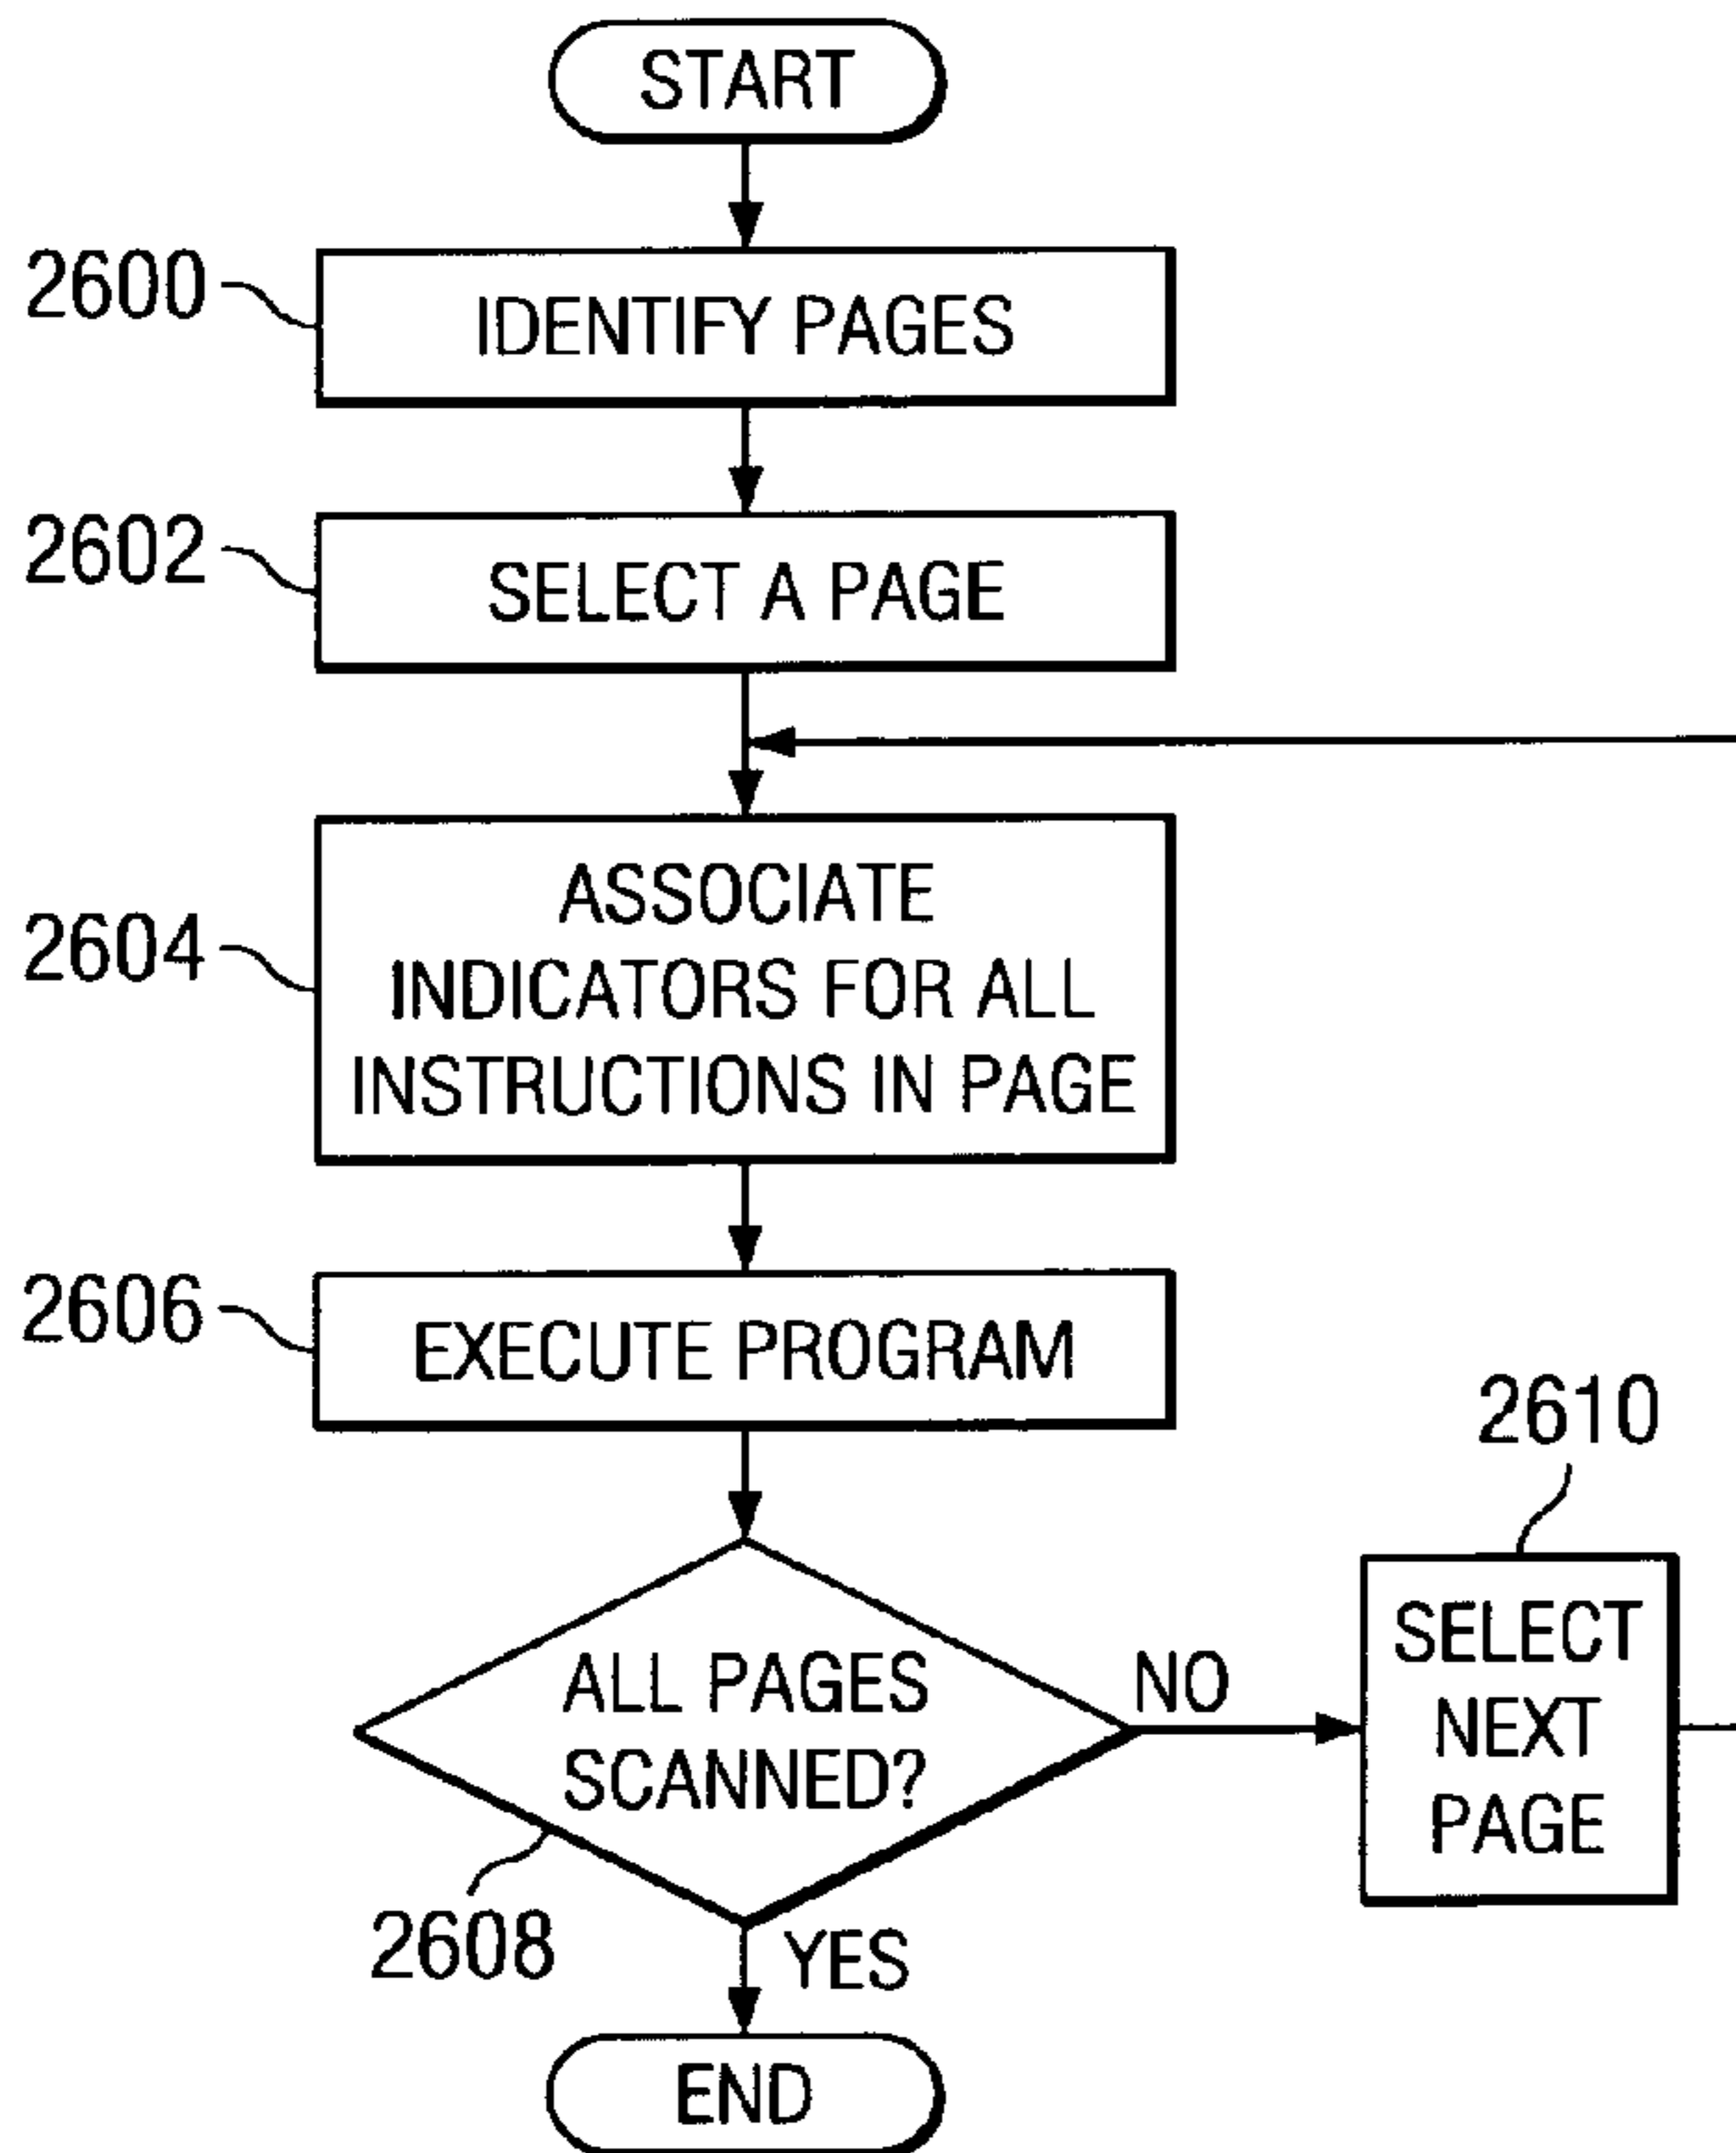 START
2600
IDENTIFY PAGES
2602
SELECT A PAGE
2604
ASSOCIATE
INDICATORS FOR ALL
INSTRUCTIONS IN PAGE
2606
EXECUTE PROGRAM
2608
ALL PAGES
SCANNED?
NO
2610
SELECT
NEXT
PAGE
YES
END